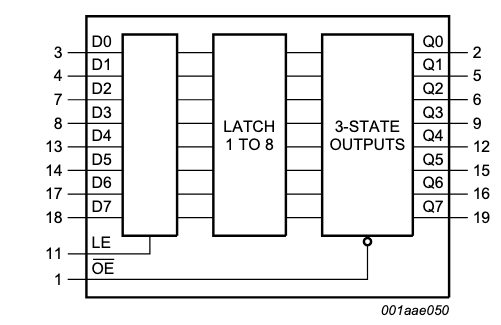 3 D0 Q0 2
4 D1 Q1 5
7 D2 Q2 6
8 D3 Q3 9
13 D4 LATCH 3-STATE Q4 12
1 TO 8 OUTPUTS
14 D5 Q5 15
17 D6 Q6 16
18 D7 Q7 19
11 LE
1 O̅E̅
001aae050